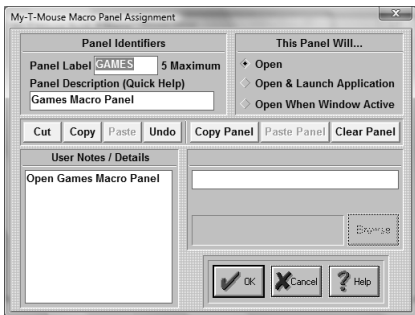 My-T-Mouse Macro Panel Assignment
Panel Identifiers
Panel Label GAMES 5 Maximum
Panel Description (Quick Help)
Games Macro Panel
This Panel Will...
Open
Open & Launch Application
Open When Window Active
Cut Copy Paste Undo Copy Panel Paste Panel Clear Panel
User Notes / Details
Open Games Macro Panel
Browse
OK Cancel Help